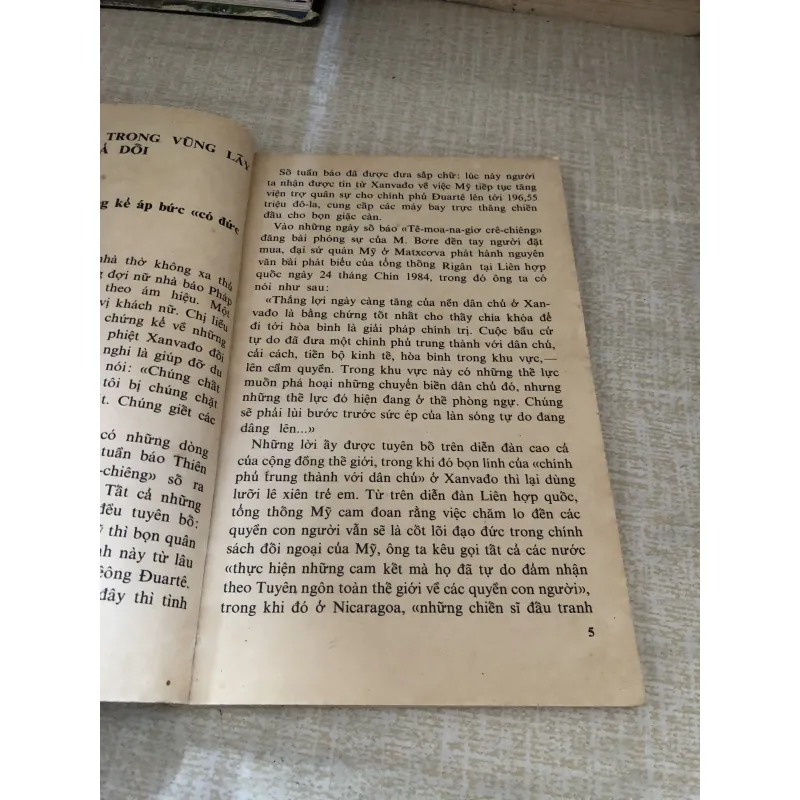 TRONG VŨNG LẦY
Ả DỐI
kẻ áp bức «có đức
nhà thờ không xa thủ
đợi nữ nhà báo Pháp
theo ám hiệu. Một
vị khách nữ. Chị liều
chứng kể về những
phiệt Xanvađo đối
nghi là giúp đỡ du
nói: «Chúng chặt
tôi bị chúng chặt
Chúng giết các
có những dòng
tuần báo Thiên
-chiêng» số ra
Tất cả những
đều tuyên bố:
thì bọn quân
này từ lâu
Đuartê.
đây thì tình
Số tuần báo đã được đưa sắp chữ: lúc này người
ta nhận được tin từ Xanvađo về việc Mỹ tiếp tục tăng
viện trợ quân sự cho chính phủ Đuartê lên tới 196,55
triệu đô-la, cung cấp các máy bay trực thăng chiến
đấu cho bọn giặc cản.
Vào những ngày số báo «Tê-moa-na-giơ crê-chiêng»
đăng bài phóng sự của M. Bơre đến tay người đặt
mua, đại sứ quán Mỹ ở Matxcơva phát hành nguyên
văn bài phát biểu của tổng thống Rigân tại Liên hợp
quốc ngày 24 tháng Chín 1984, trong đó ông ta có
nói như sau:
«Thắng lợi ngày càng tăng của nền dân chủ ở Xan-
vađo là bằng chứng tốt nhất cho thấy chìa khóa để
đi tới hòa bình là giải pháp chính trị. Cuộc bầu cử
tự do đã đưa một chính phủ trung thành với dân chủ,
cải cách, tiến bộ kinh tế, hòa bình trong khu vực,—
lên cầm quyền. Trong khu vực này có những thế lực
muốn phá hoại những chuyển biến dân chủ đó, nhưng
những thế lực đó hiện đang ở thế phòng ngự. Chúng
sẽ phải lùi bước trước sức ép của làn sóng tự do đang
dâng lên...»
Những lời ấy được tuyên bố trên diễn đàn cao cả
của cộng đồng thế giới, trong khi đó bọn lính của «chính
phủ trung thành với dân chủ» ở Xanvađo thì lại dùng
lưỡi lê xiên trẻ em. Từ trên diễn đàn Liên hợp quốc,
tổng thống Mỹ cam đoan rằng việc chăm lo đến các
quyền con người vẫn sẽ là cốt lõi đạo đức trong chính
sách đối ngoại của Mỹ, ông ta kêu gọi tất cả các nước
«thực hiện những cam kết mà họ đã tự do đảm nhận
theo Tuyên ngôn toàn thế giới về các quyền con người»,
trong khi đó ở Nicaragoa, «những chiến sĩ đấu tranh
5